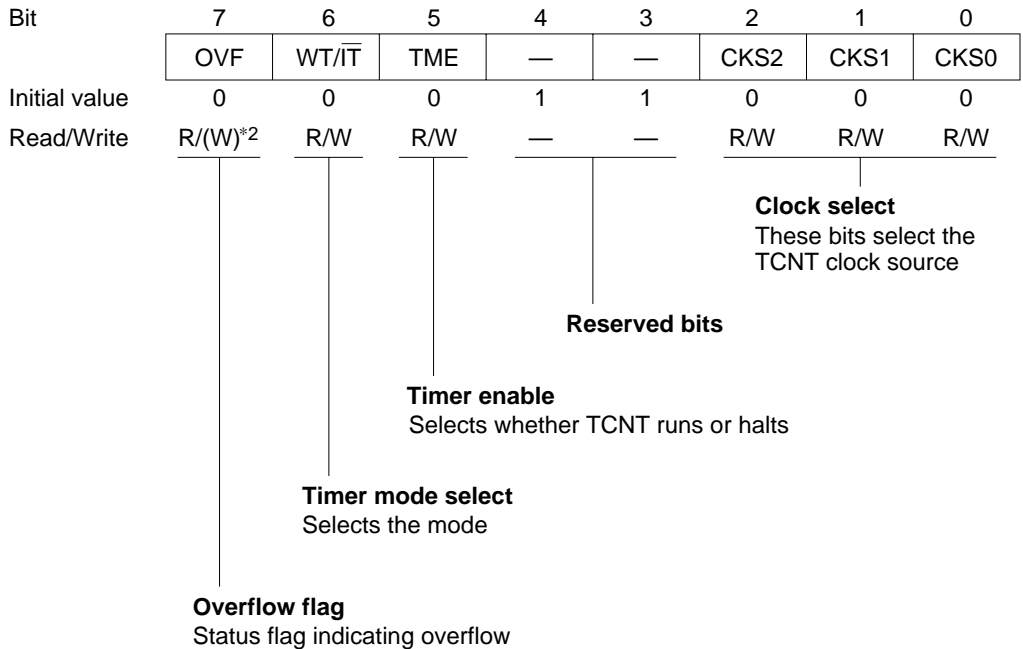 Bit 7 6 5 4 3 2 1 0
OVF WT/I̅T̅ TME — — CKS2 CKS1 CKS0
Initial value 0 0 0 1 1 0 0 0
Read/Write R/(W)*2 R/W R/W — — R/W R/W R/W
Clock select
These bits select the
TCNT clock source
Reserved bits
Timer enable
Selects whether TCNT runs or halts
Timer mode select
Selects the mode
Overflow flag
Status flag indicating overflow